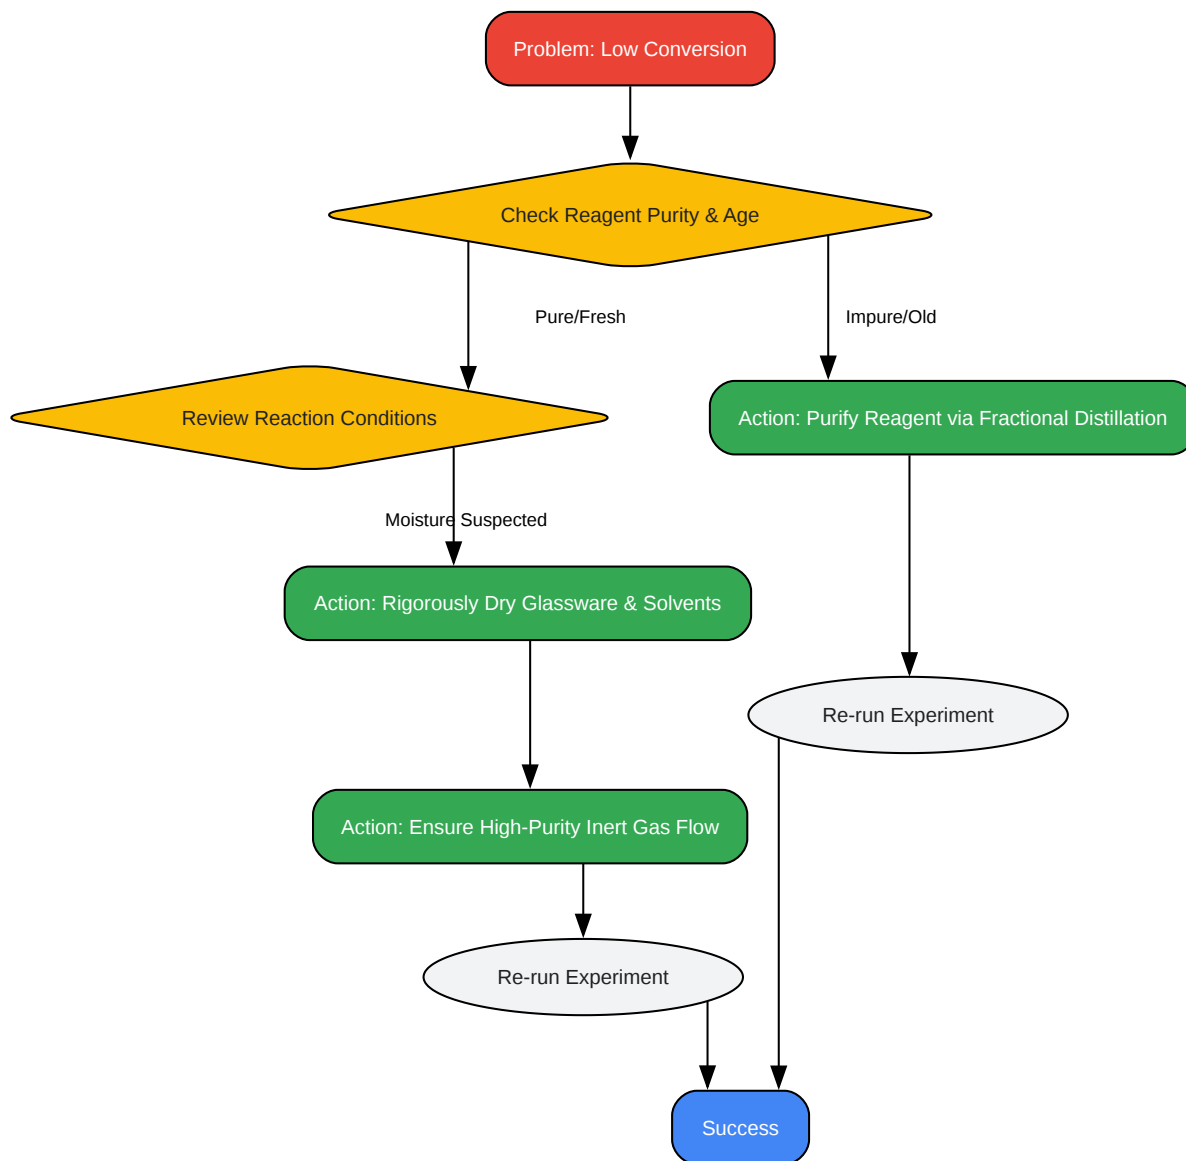 Problem: Low Conversion
Check Reagent Purity & Age
Pure/Fresh
Impure/Old
Review Reaction Conditions
Action: Purify Reagent via Fractional Distillation
Moisture Suspected
Action: Rigorously Dry Glassware & Solvents
Re-run Experiment
Action: Ensure High-Purity Inert Gas Flow
Re-run Experiment
Success